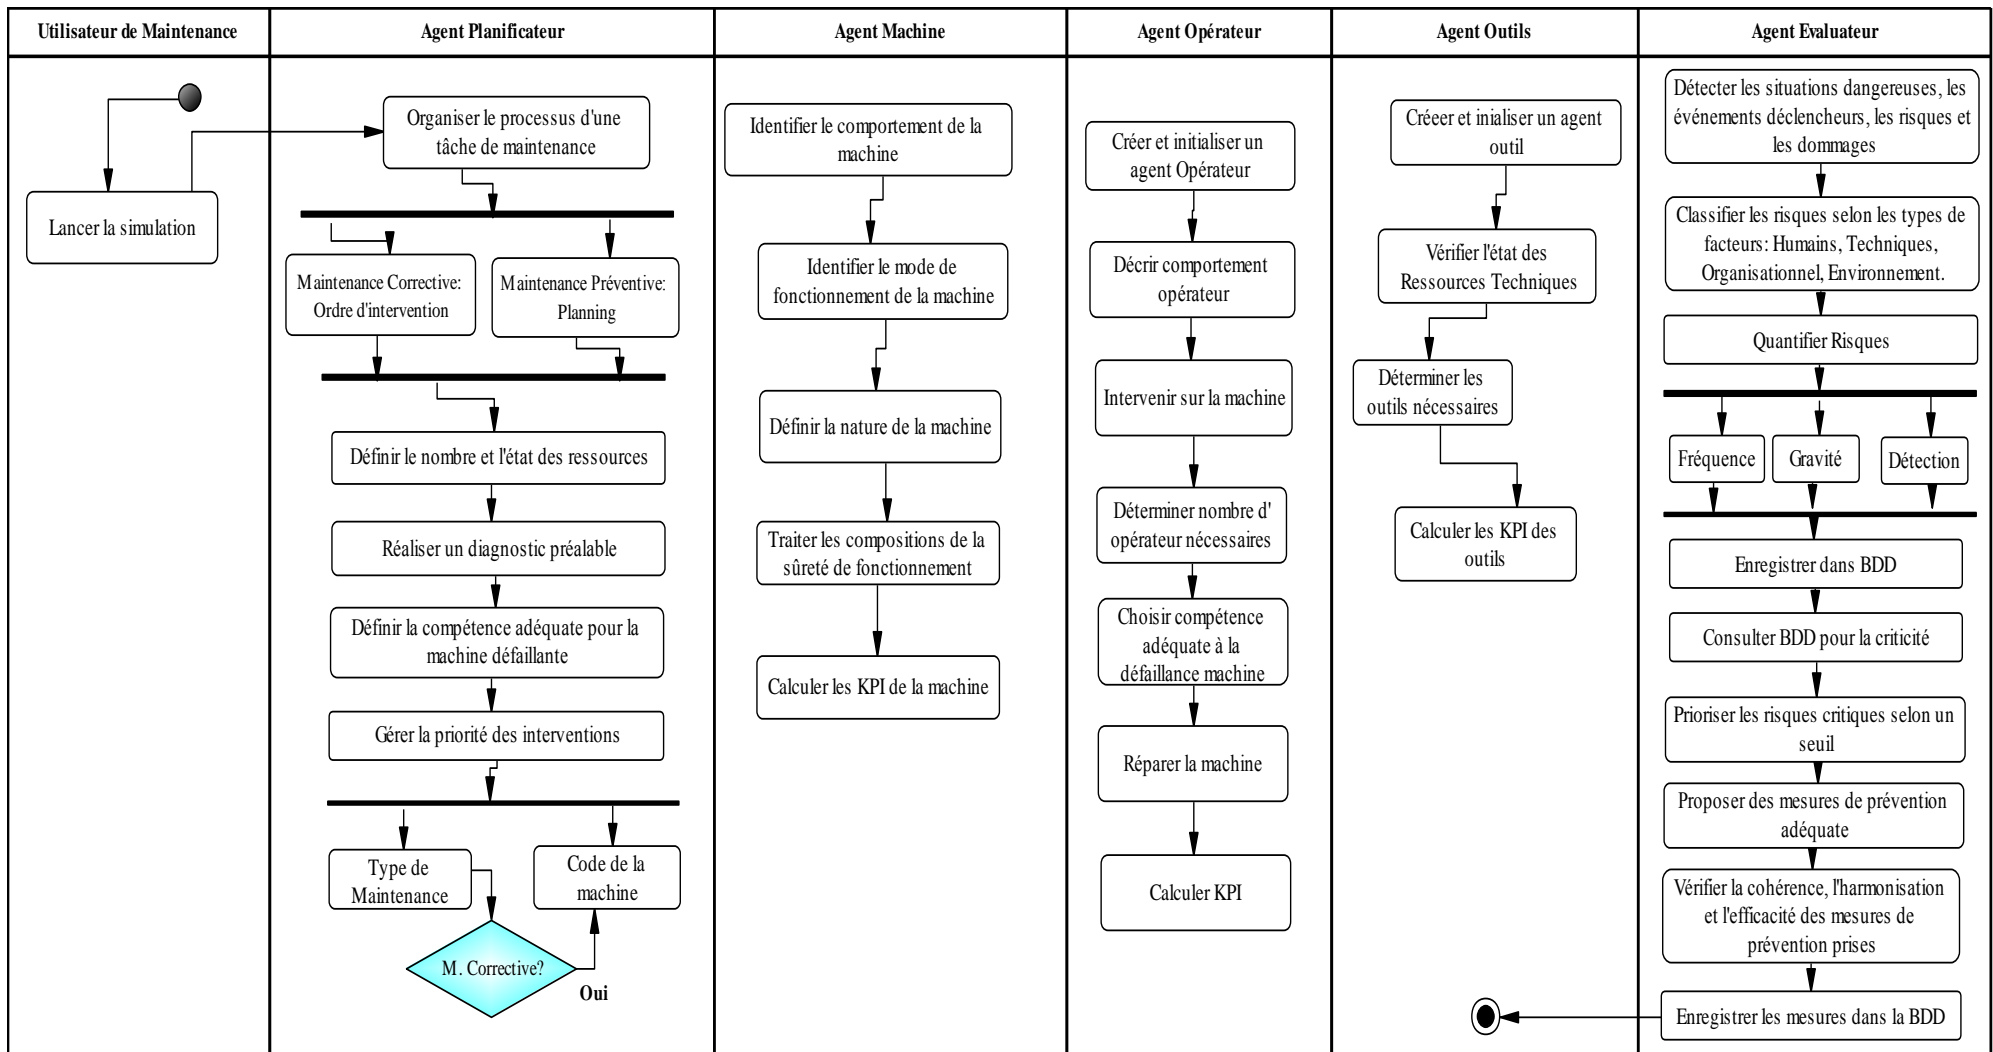 Utilisateur de Maintenance
Agent Planificateur
Agent Machine
Agent Opérateur
Agent Outils
Agent Evaluateur
Lancer la simulation
Organiser le processus d'une
tâche de maintenance
Maintenance Corrective:
Ordre d'intervention
Maintenance Préventive:
Planning
Définir le nombre et l'état des ressources
Réaliser un diagnostic préalable
Définir la compétence adéquate pour la
machine défaillante
Gérer la priorité des interventions
Type de
Maintenance
Code de la
machine
M. Corrective?
Oui
Identifier le comportement de la
machine
Identifier le mode de
fonctionnement de la machine
Définir la nature de la machine
Traiter les compositions de la
sûreté de fonctionnement
Calculer les KPI de la machine
Créer et initialiser un
agent Opérateur
Décrir comportement
opérateur
Intervenir sur la machine
Déterminer nombre d'
opérateur nécessaires
Choisir compétence
adéquate à la
défaillance machine
Réparer la machine
Calculer KPI
Créeer et inialiser un agent
outil
Vérifier l'état des
Ressources Techniques
Déterminer les
outils nécessaires
Calculer les KPI des
outils
Détecter les situations dangereuses, les
événements déclencheurs, les risques et
les dommages
Classifier les risques selon les types de
facteurs: Humains, Techniques,
Organisationnel, Environnement.
Quantifier Risques
Fréquence
Gravité
Détection
Enregistrer dans BDD
Consulter BDD pour la criticité
Prioriser les risques critiques selon un
seuil
Proposer des mesures de prévention
adéquate
Vérifier la cohérence, l'harmonisation
et l'efficacité des mesures de
prévention prises
Enregistrer les mesures dans la BDD